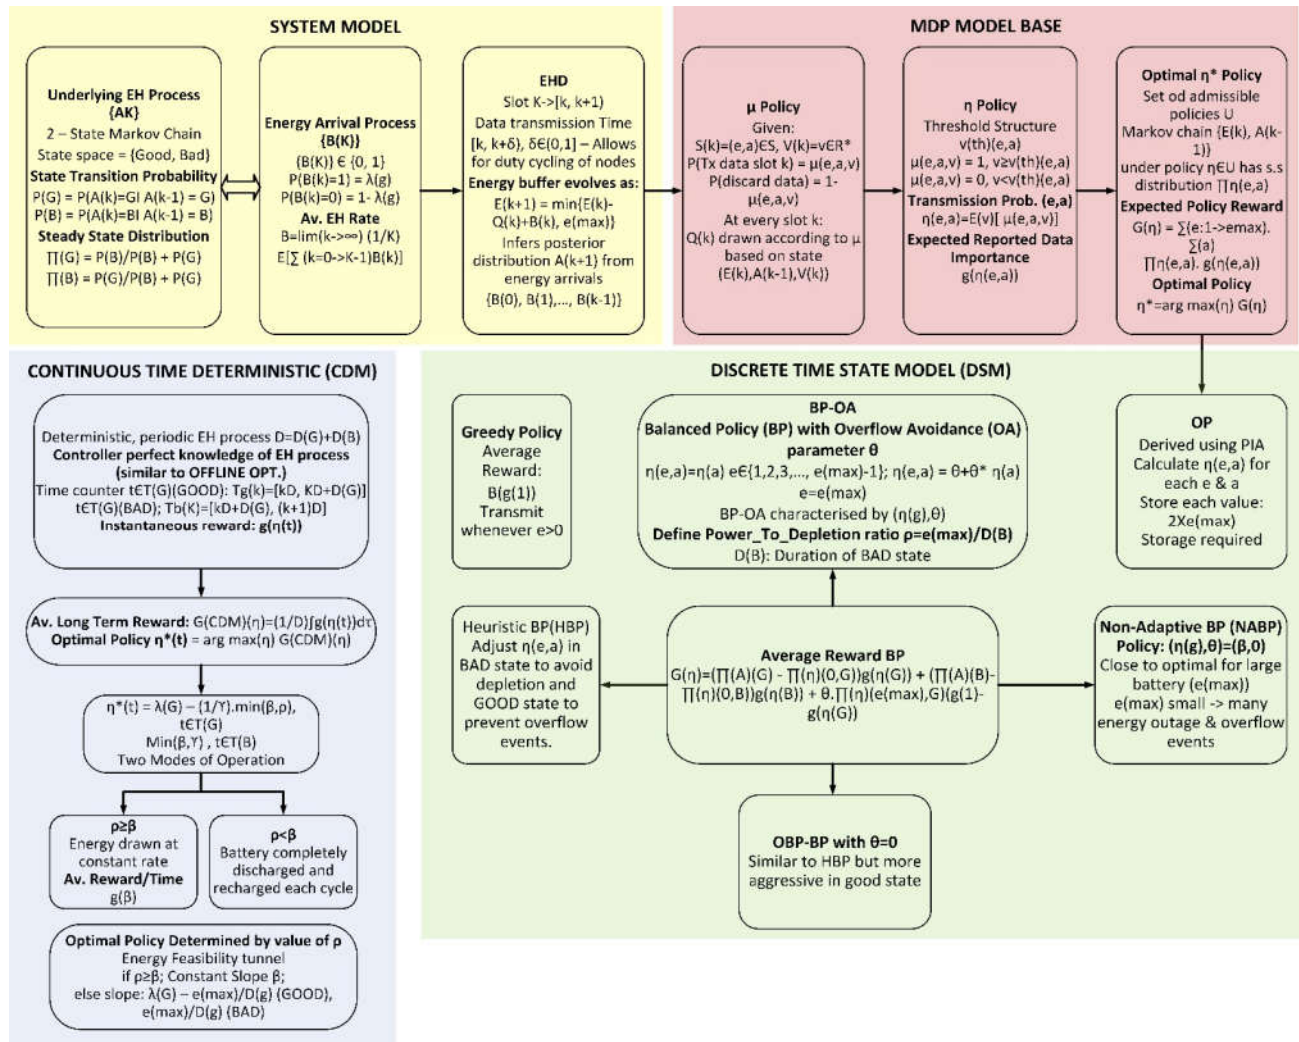 SYSTEM MODEL
Underlying EH Process
{AK}
2 – State Markov Chain
State space = {Good, Bad}
State Transition Probability
P(G) = P(A(k)=GI A(k-1) = G)
P(B) = P(A(k)=BI A(k-1) = B)
Steady State Distribution
∏(G) = P(B)/P(B) + P(G)
∏(B) = P(G)/P(B) + P(G)
Energy Arrival Process
{B(K)}
{B(K)} Є {0, 1}
P(B(k)=1) = λ(g)
P(B(k)=0) = 1- λ(g)
Av. EH Rate
B=lim(k->∞) (1/K)
E[∑ (k=0->K-1)B(k)]
EHD
Slot K->[k, k+1)
Data transmission Time
[k, k+δ), δЄ(0,1] – Allows
for duty cycling of nodes
Energy buffer evolves as:
E(k+1) = min{E(k)-
Q(k)+B(k), e(max)}
Infers posterior
distribution A(k+1) from
energy arrivals
{B(0), B(1),..., B(k-1)}
MDP MODEL BASE
μ Policy
Given:
S(k)=(e,a)ЄS, V(k)=vЄR*
P(Tx data slot k) = μ(e,a,v)
P(discard data) = 1-
μ(e,a,v)
At every slot k:
Q(k) drawn according to μ
based on state
(E(k),A(k-1),V(k))
η Policy
Threshold Structure
v(th)(e,a)
μ(e,a,v) = 1, v≥v(th}(e,a)
μ(e,a,v) = 0, v<v(th}(e,a)
Transmission Prob. (e,a)
η(e,a)=E(v)[ μ(e,a,v)]
Expected Reported Data
Importance
g(η(e,a))
Optimal η* Policy
Set od admissible
policies U
Markov chain {E(k), A(k-
1)}
under policy ηЄU has s.s
distribution ∏η(e,a)
Expected Policy Reward
G(η) = ∑(e:1->emax).
∑(a)
∏η(e,a). g(η(e,a))
Optimal Policy
η*=arg max(η) G(η)
CONTINUOUS TIME DETERMINISTIC (CDM)
Deterministic, periodic EH process D=D(G)+D(B)
Controller perfect knowledge of EH process
(similar to OFFLINE OPT.)
Time counter tЄT(G)(GOOD): Tg(k)=[kD, KD+D(G)]
tЄT(G)(BAD); Tb(K)=[kD+D(G), (k+1)D]
Instantaneous reward: g(η(t))
Av. Long Term Reward: G(CDM)(η)=(1/D)∫g(η(t))dτ
Optimal Policy η*(t) = arg max(η) G(CDM)(η)
η*(t) = λ(G) – (1/ϒ).min(β,ρ),
tЄT(G)
Min(β,ϒ) , tЄT(B)
Two Modes of Operation
ρ≥β
Energy drawn at
constant rate
Av. Reward/Time
g(β)
ρ<β
Battery completely
discharged and
recharged each cycle
Optimal Policy Determined by value of ρ
Energy Feasibility tunnel
if ρ≥β; Constant Slope β;
else slope: λ(G) – e(max)/D(g) (GOOD),
e(max)/D(g) (BAD)
DISCRETE TIME STATE MODEL (DSM)
Greedy Policy
Average
Reward:
B(g(1))
Transmit
whenever e>0
BP-OA
Balanced Policy (BP) with Overflow Avoidance (OA)
parameter θ
η(e,a)=η(a) eЄ{1,2,3,..., e(max)-1}; η(e,a) = θ+θ* η(a)
e=e(max)
BP-OA characterised by (η(g),θ)
Define Power_To_Depletion ratio ρ=e(max)/D(B)
D(B): Duration of BAD state
OP
Derived using PIA
Calculate η(e,a) for
each e & a
Store each value:
2Xe(max)
Storage required
Heuristic BP(HBP)
Adjust η(e,a) in
BAD state to avoid
depletion and
GOOD state to
prevent overflow
events.
Average Reward BP
G(η)=(∏(A)(G) - ∏(η)(0,G))g(η(G)) + (∏(A)(B)-
∏(η)(0,B))g(η(B)) + θ.∏(η)(e(max),G)(g(1)-
g(η(G))
Non-Adaptive BP (NABP)
Policy: (η(g),θ)=(β,0)
Close to optimal for large
battery (e(max))
e(max) small -> many
energy outage & overflow
events
OBP-BP with θ=0
Similar to HBP but more
aggressive in good state